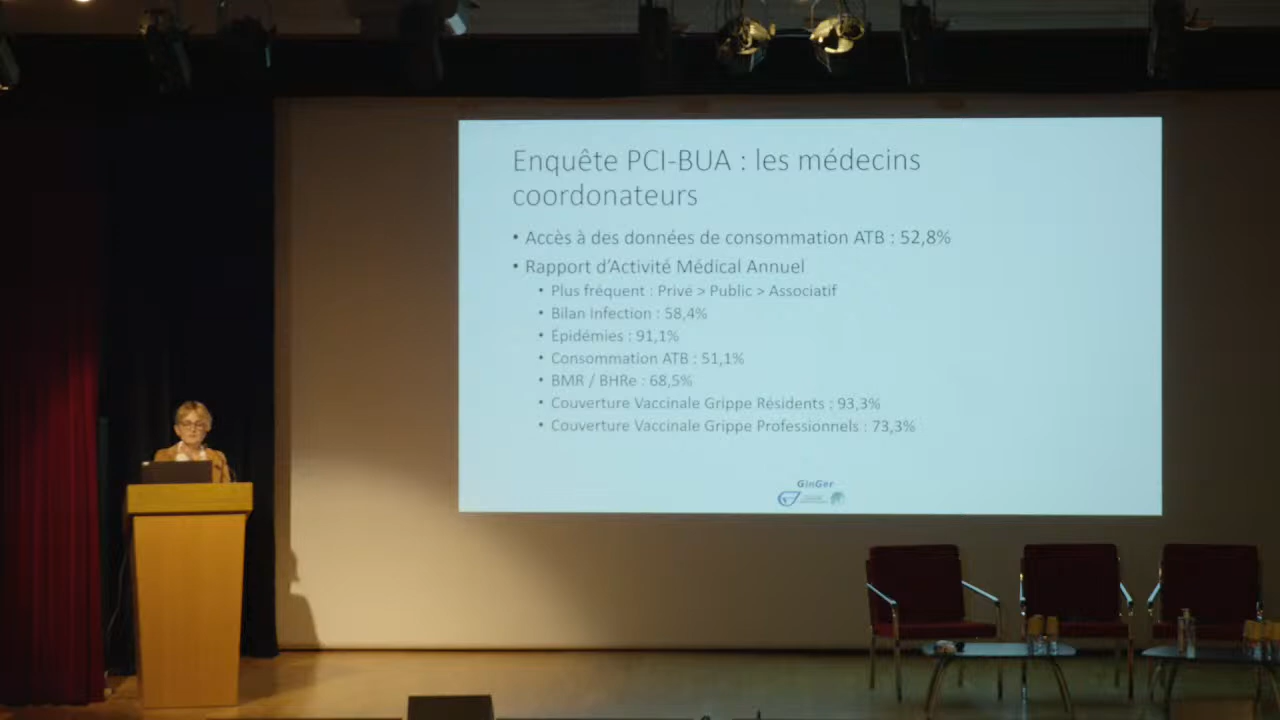 Enquête PCI-BUA : les médecins
coordonateurs
• Accès à des données de consommation ATB : 52,8%
• Rapport d’Activité Médical Annuel
• Plus fréquent : Privé > Public > Associatif
• Bilan Infection : 58,4%
• Epidémies : 91,1%
• Consommation ATB : 51,1%
• BMR / BHRe : 68,5%
• Couverture Vaccinale Grippe Résidents : 93,3%
• Couverture Vaccinale Grippe Professionnels : 73,3%
GInGer